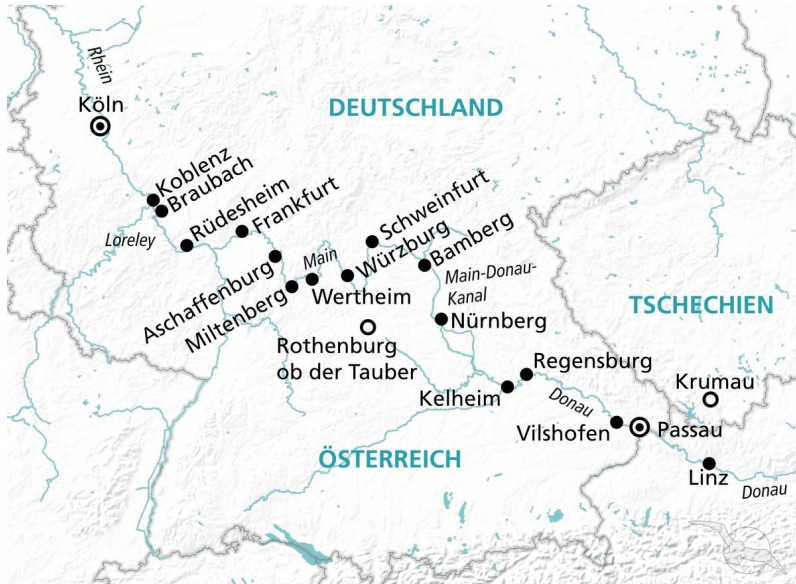 Rhein
Köln
DEUTSCHLAND
Koblenz
Braubach
Rüdesheim
Frankfurt
Loreley
Schweinfurt
Main
Würzburg
Bamberg
Aschaffenburg
Miltenberg
Wertheim
Main-Donau-
Kanal
TSCHECHIEN
Nürnberg
Rothenburg
ob der Tauber
Regensburg
Kelheim
Krumau
Donau
Vilshofen
Passau
ÖSTERREICH
Linz
Donau